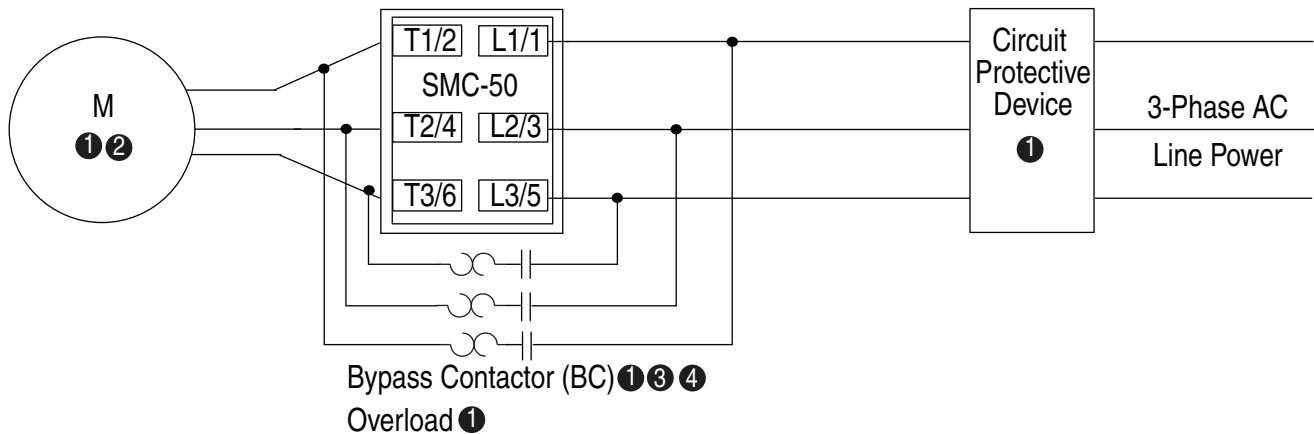 M
❶❷
T1/2 L1/1
SMC-50
T2/4 L2/3
T3/6 L3/5
Circuit
Protective
Device
❶
3-Phase AC
Line Power
Bypass Contactor (BC)❶❸❹
Overload❶